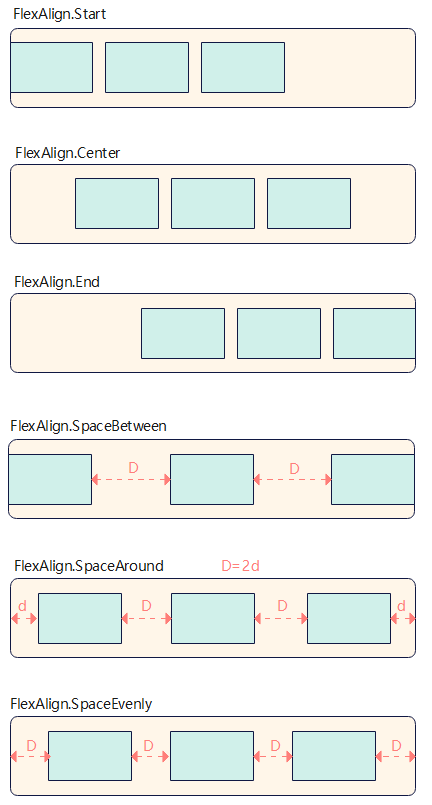 FlexAlign.Start
FlexAlign.Center
FlexAlign.End
FlexAlign.SpaceBetween
D D
FlexAlign.SpaceAround D=2d
d D D d
FlexAlign.SpaceEvenly
D D D D